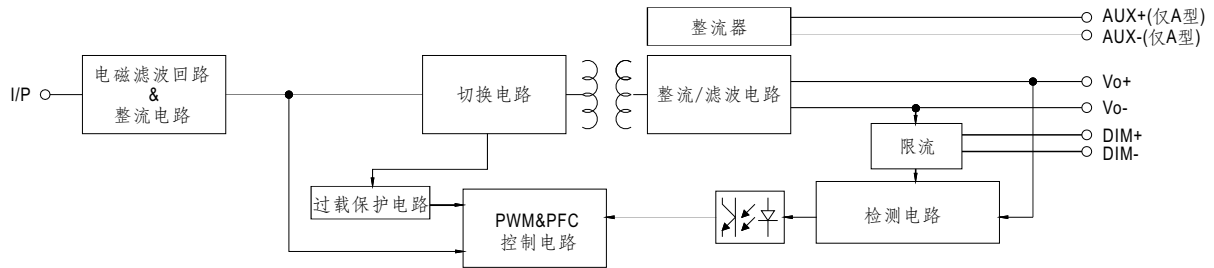 整流器
AUX+(仅A型)
AUX-(仅A型)
I/P
电磁滤波回路
&
整流电路
切换电路
整流/滤波电路
Vo+
Vo-
DIM+
DIM-
限流
过载保护电路
PWM&PFC
控制电路
检测电路